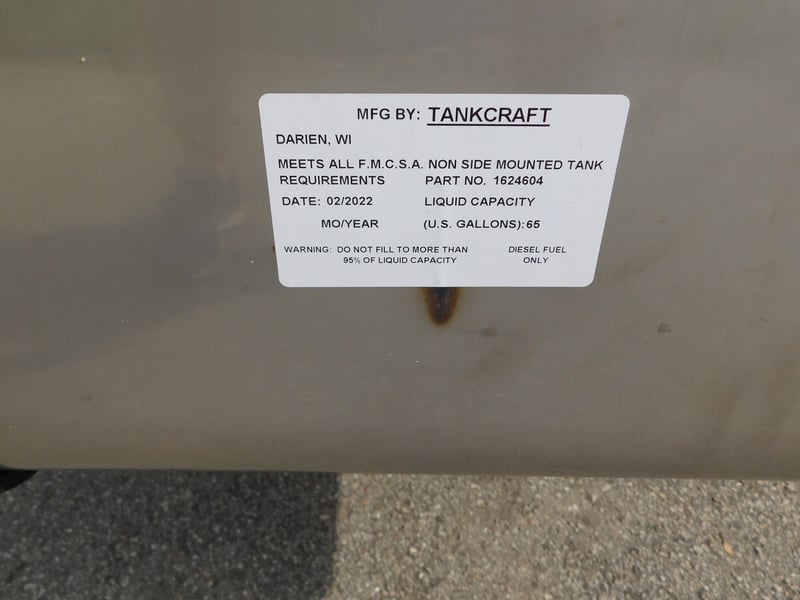 MFG BY: TANKCRAFT
DARIEN, WI
MEETS ALL F.M.C.S.A. NON SIDE MOUNTED TANK
REQUIREMENTS PART NO. 1624604
DATE: 02/2022 LIQUID CAPACITY
MO/YEAR (U.S. GALLONS):65
WARNING: DO NOT FILL TO MORE THAN DIESEL FUEL
95% OF LIQUID CAPACITY ONLY